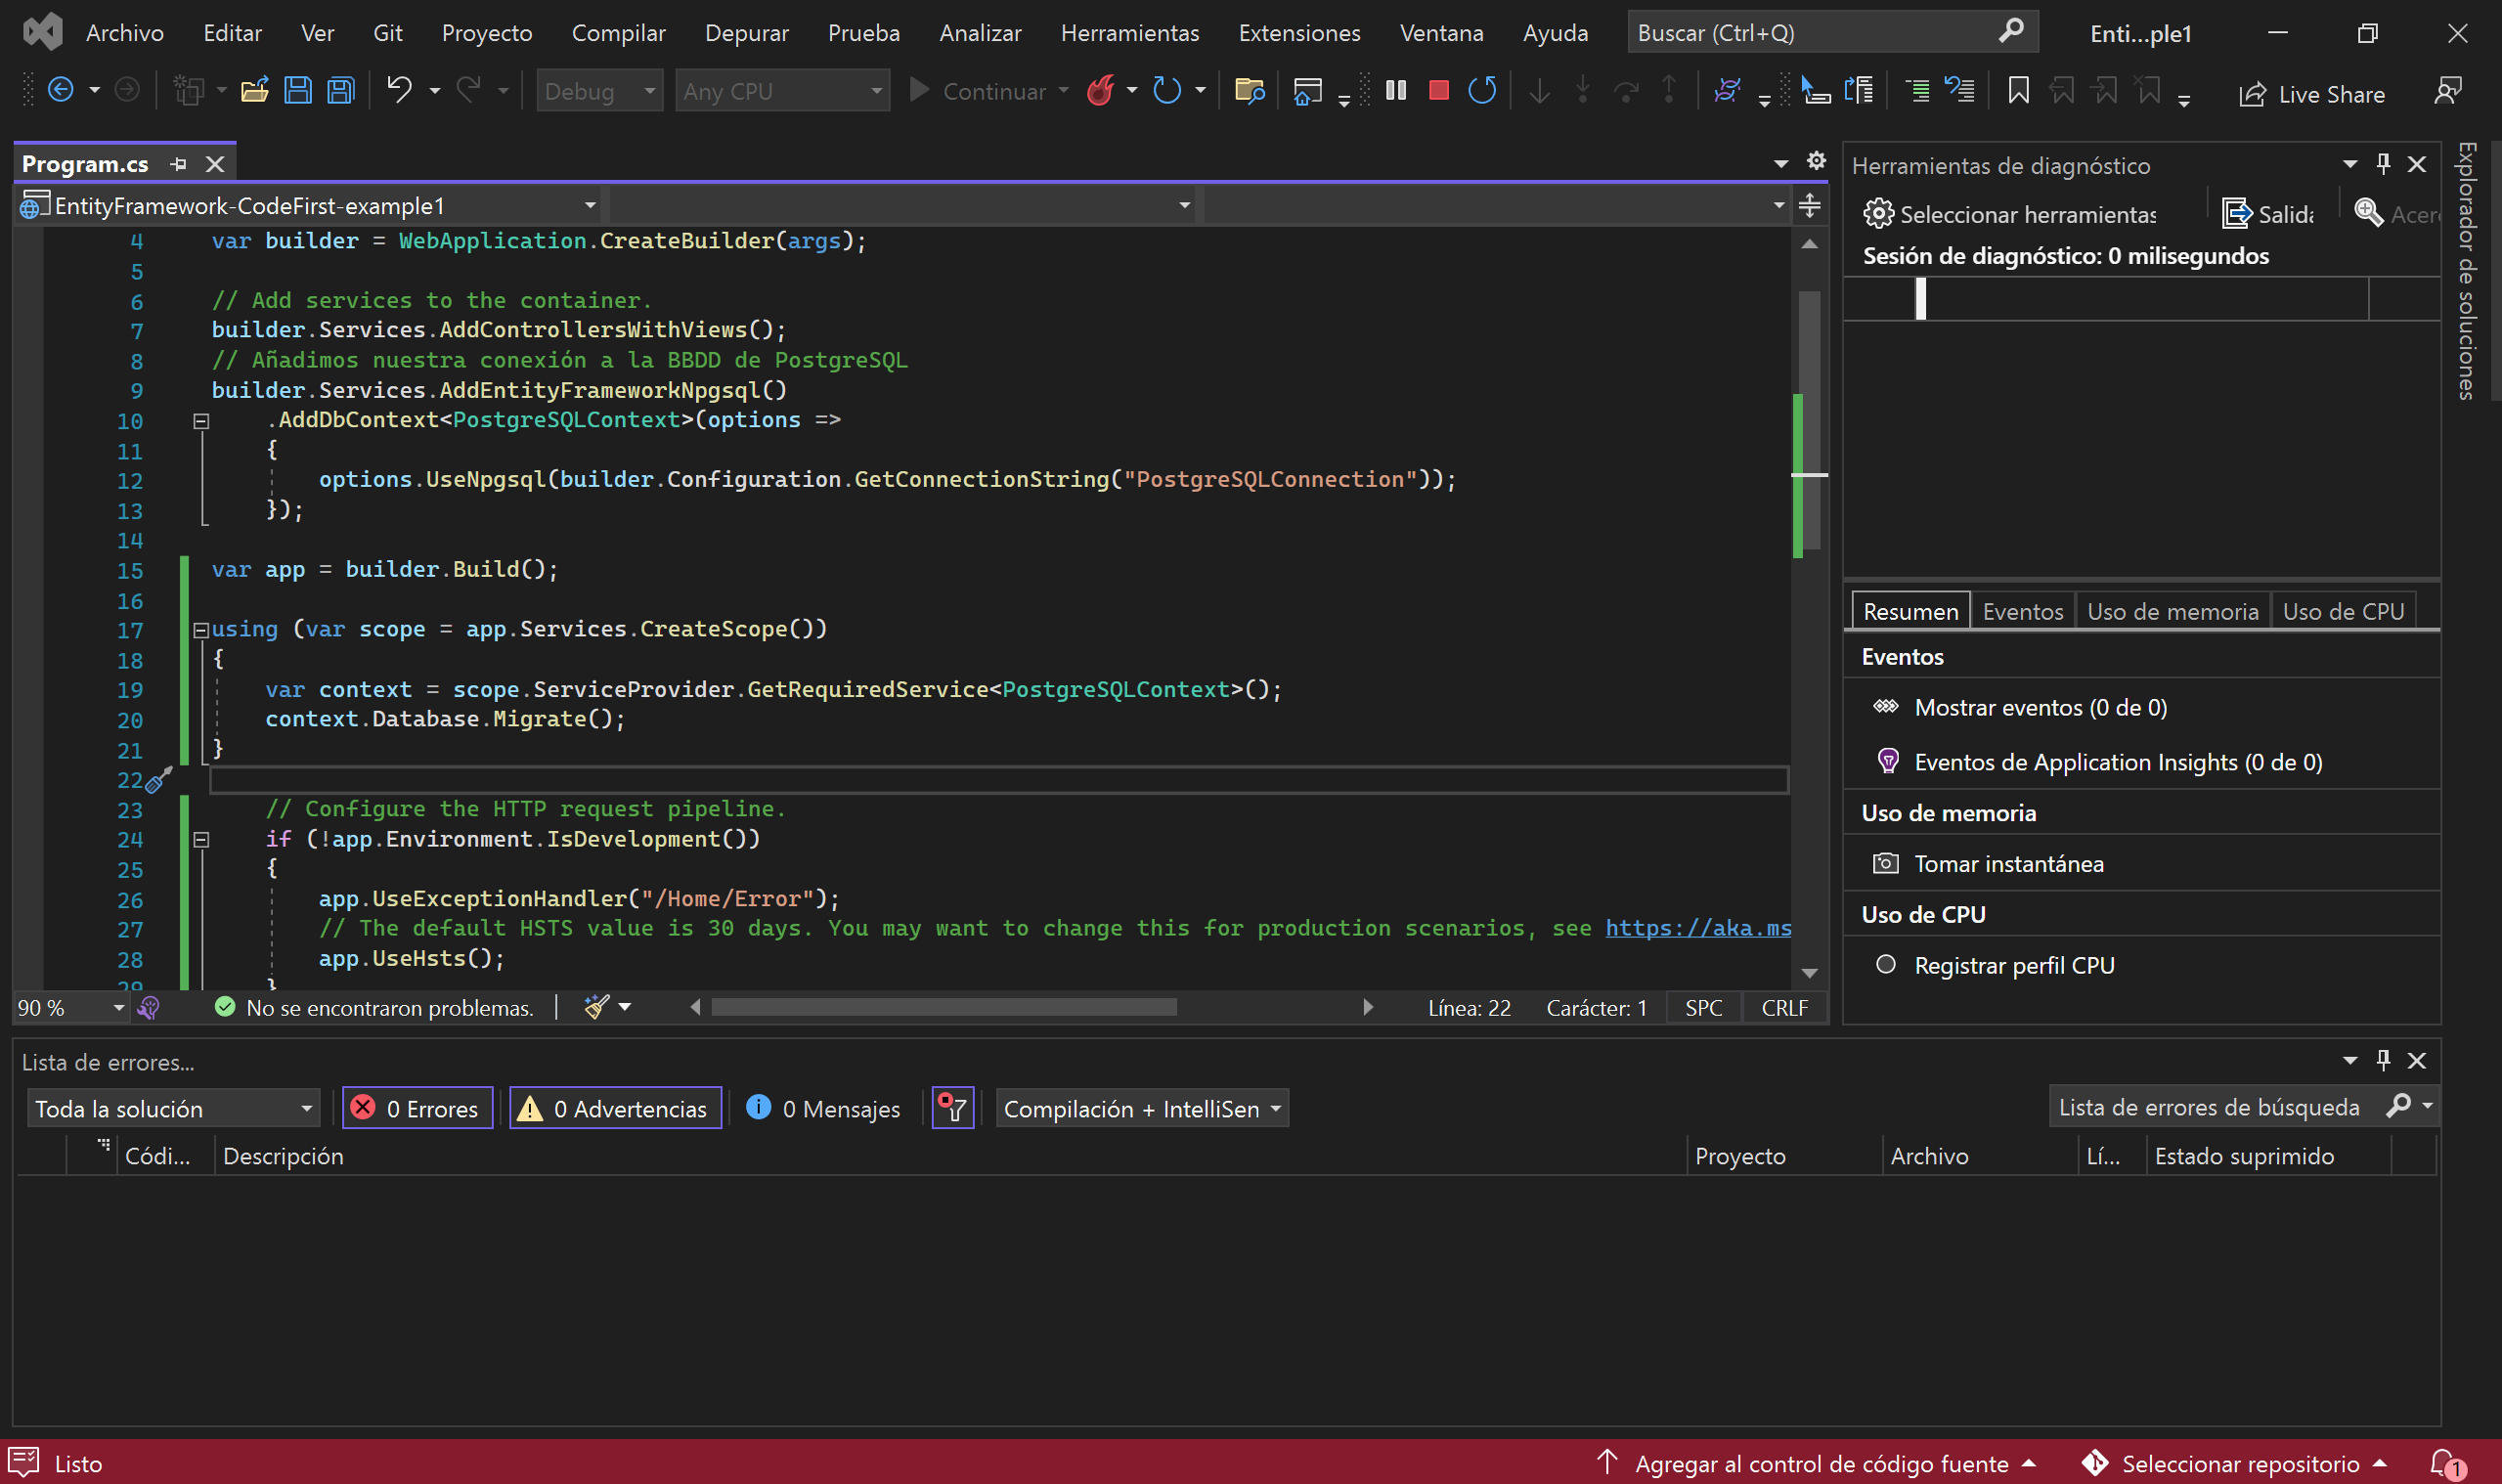 Archivo Editar Ver Git Proyecto Compilar Depurar Prueba Analizar Herramientas Extensiones Ventana Ayuda Buscar (Ctrl+Q) Enti...ple1
Debug Any CPU Continuar Live Share
Program.cs
EntityFramework-CodeFirst-example1
4 var builder = WebApplication.CreateBuilder(args);
5
6 // Add services to the container.
7 builder.Services.AddControllersWithViews();
8 // Añadimos nuestra conexión a la BBDD de PostgreSQL
9 builder.Services.AddEntityFrameworkNpgsql()
10 .AddDbContext<PostgreSQLContext>(options =>
11 {
12 options.UseNpgsql(builder.Configuration.GetConnectionString("PostgreSQLConnection"));
13 });
14
15 var app = builder.Build();
16
17 using (var scope = app.Services.CreateScope())
18 {
19 var context = scope.ServiceProvider.GetRequiredService<PostgreSQLContext>();
20 context.Database.Migrate();
21 }
22
23 // Configure the HTTP request pipeline.
24 if (!app.Environment.IsDevelopment())
25 {
26 app.UseExceptionHandler("/Home/Error");
27 // The default HSTS value is 30 days. You may want to change this for production scenarios, see https://aka.ms
28 app.UseHsts();
29 }
90 % No se encontraron problemas. Línea: 22 Carácter: 1 SPC CRLF
Herramientas de diagnóstico
Seleccionar herramientas Salida Acer
Sesión de diagnóstico: 0 milisegundos
Resumen Eventos Uso de memoria Uso de CPU
Eventos
Mostrar eventos (0 de 0)
Eventos de Application Insights (0 de 0)
Uso de memoria
Tomar instantánea
Uso de CPU
Registrar perfil CPU
Explorador de soluciones
Lista de errores...
Toda la solución 0 Errores 0 Advertencias 0 Mensajes Compilación + IntelliSen Lista de errores de búsqueda
Códi... Descripción Proyecto Archivo Lí... Estado suprimido
Listo Agregar al control de código fuente Seleccionar repositorio 1